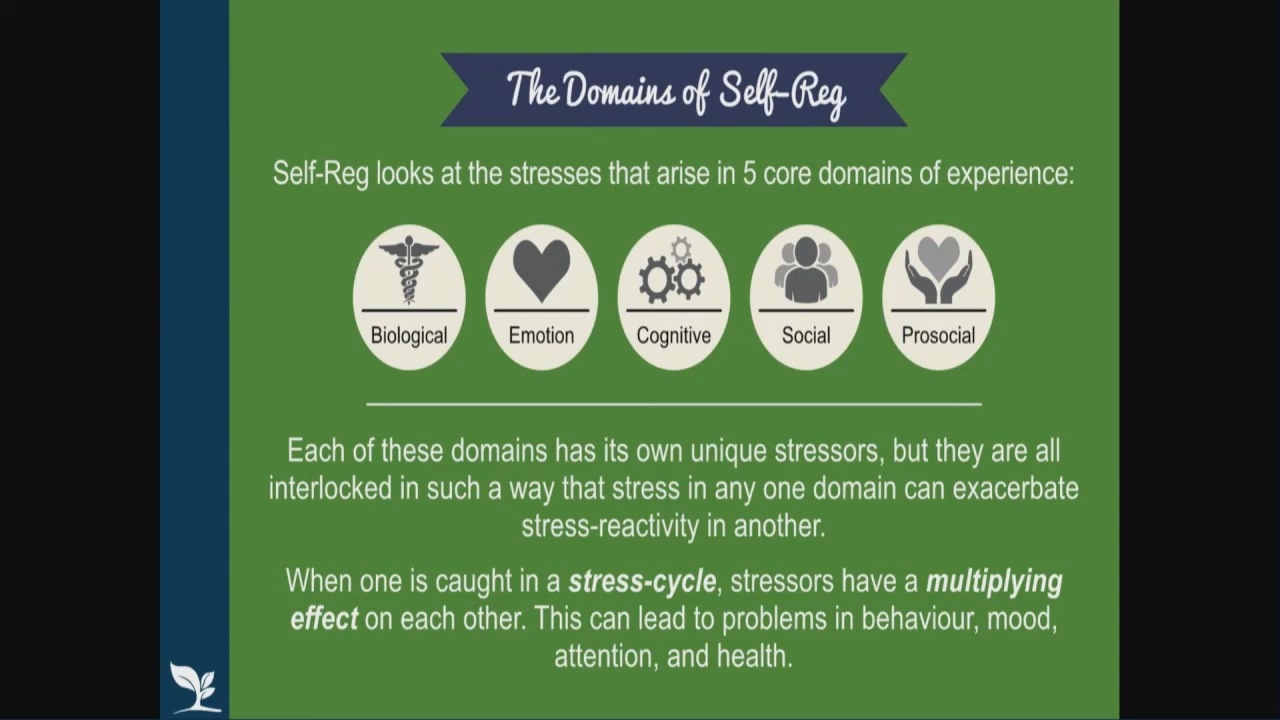 The Domains of Self-Reg
Self-Reg looks at the stresses that arise in 5 core domains of experience:
Biological
Emotion
Cognitive
Social
Prosocial
Each of these domains has its own unique stressors, but they are all
interlocked in such a way that stress in any one domain can exacerbate
stress-reactivity in another.
When one is caught in a stress-cycle, stressors have a multiplying
effect on each other. This can lead to problems in behaviour, mood,
attention, and health.